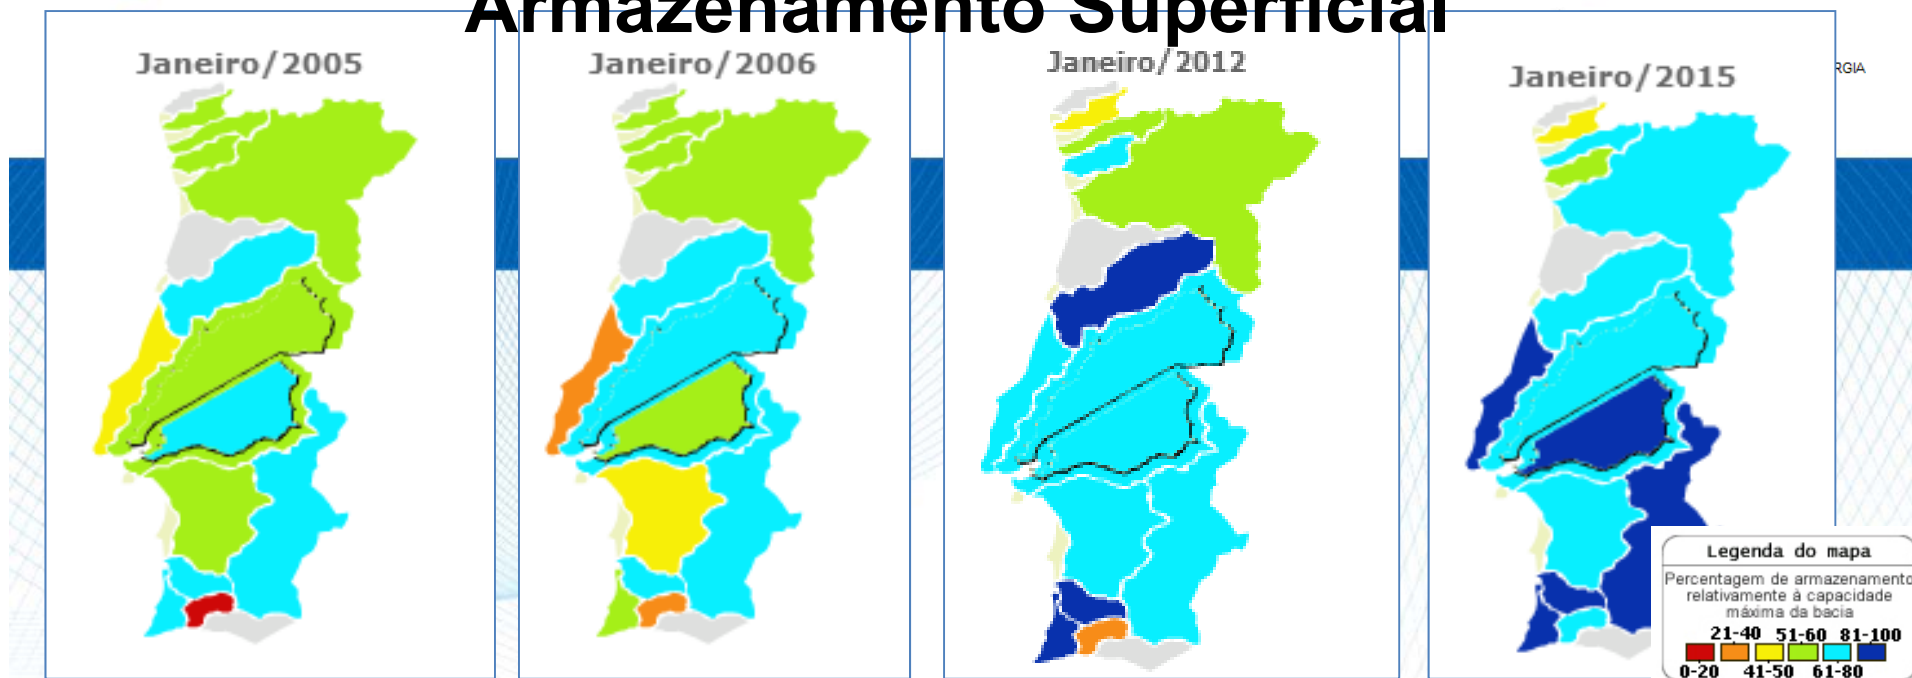 Armazenamento Superficial
Janeiro/2005
Janeiro/2006
Janeiro/2012
Janeiro/2015
RGIA
Legenda do mapa
Percentagem de armazenamento
relativamente à capacidade
máxima da bacia
21-40 51-60 81-100
0-20 41-50 61-80